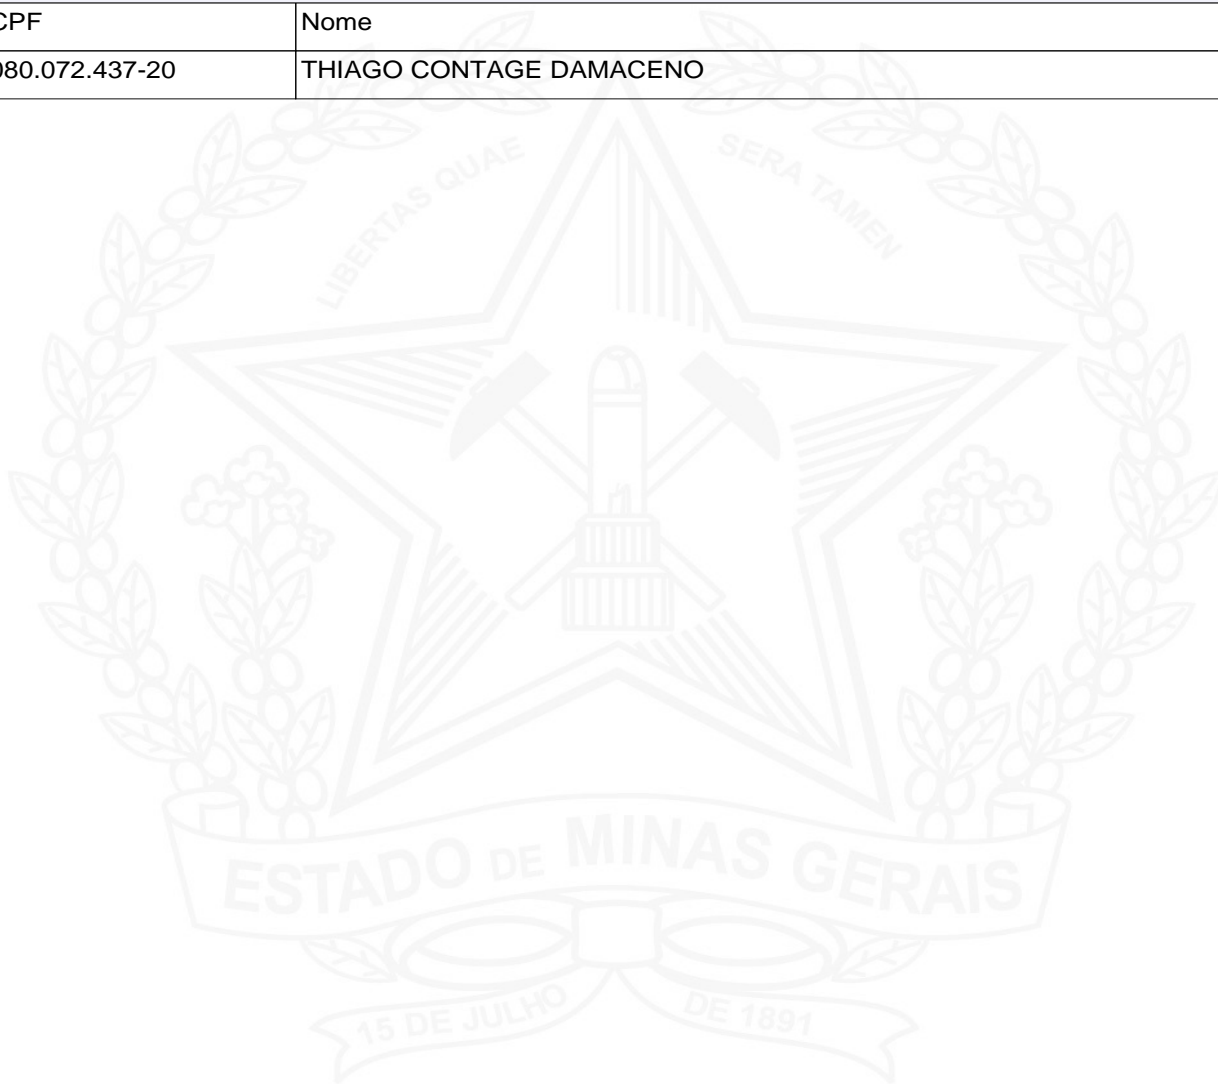 CPF Nome
080.072.437-20 THIAGO CONTAGE DAMACENO
LIBERTAS QUAE SERA TAMEN
ESTADO DE MINAS GERAIS
15 DE JULHO DE 1891